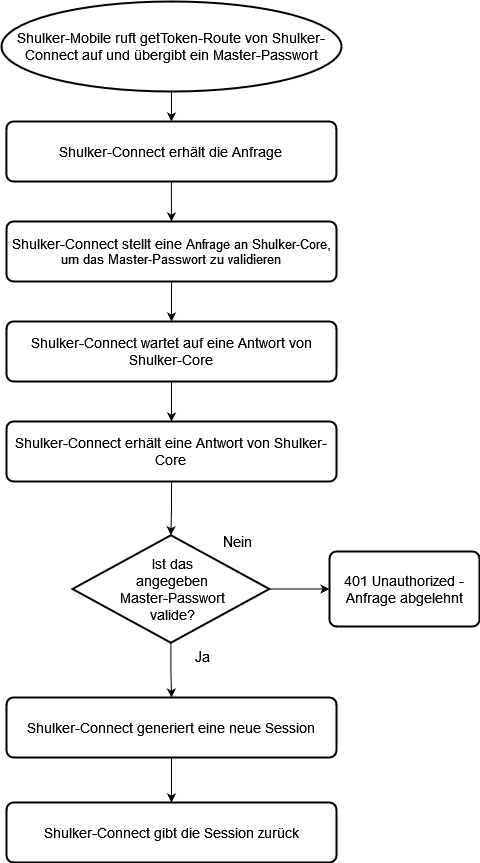 Shulker-Mobile ruft getToken-Route von Shulker-
Connect auf und übergibt ein Master-Passwort
Shulker-Connect erhält die Anfrage
Shulker-Connect stellt eine Anfrage an Shulker-Core,
um das Master-Passwort zu validieren
Shulker-Connect wartet auf eine Antwort von
Shulker-Core
Shulker-Connect erhält eine Antwort von Shulker-
Core
Nein
Ist das
angegeben
Master-Passwort
valide?
401 Unauthorized -
Anfrage abgelehnt
Ja
Shulker-Connect generiert eine neue Session
Shulker-Connect gibt die Session zurück